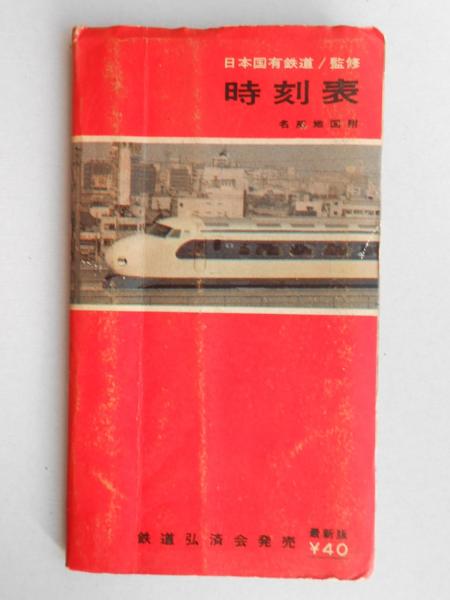 日本国有鉄道/監修
時刻表
名所地図附
鉄道弘済会発売
最新版
¥40